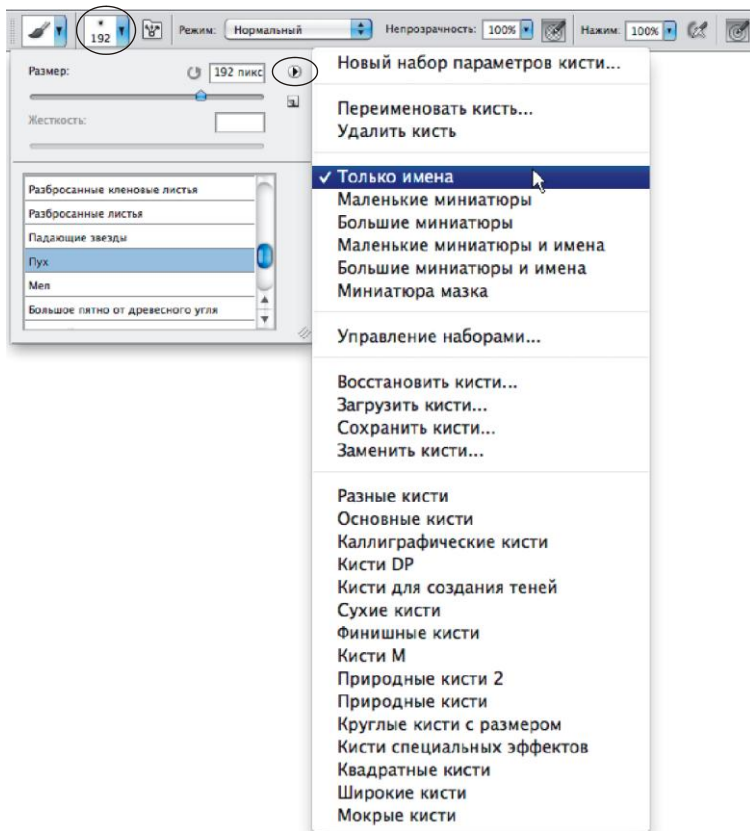 192 Режим: Нормальный Непрозрачность: 100% Нажим: 100%
Размер: 192 пикс
Жесткость:
Разбросанные кленовые листья
Разбросанные листья
Падающие звезды
Пух
Мел
Большое пятно от древесного угля
Новый набор параметров кисти...
Переименовать кисть...
Удалить кисть
✓ Только имена
Маленькие миниатюры
Большие миниатюры
Маленькие миниатюры и имена
Большие миниатюры и имена
Миниатюра мазка
Управление наборами...
Восстановить кисти...
Загрузить кисти...
Сохранить кисти...
Заменить кисти...
Разные кисти
Основные кисти
Каллиграфические кисти
Кисти DP
Кисти для создания теней
Сухие кисти
Финишные кисти
Кисти М
Природные кисти 2
Природные кисти
Круглые кисти с размером
Кисти специальных эффектов
Квадратные кисти
Широкие кисти
Мокрые кисти